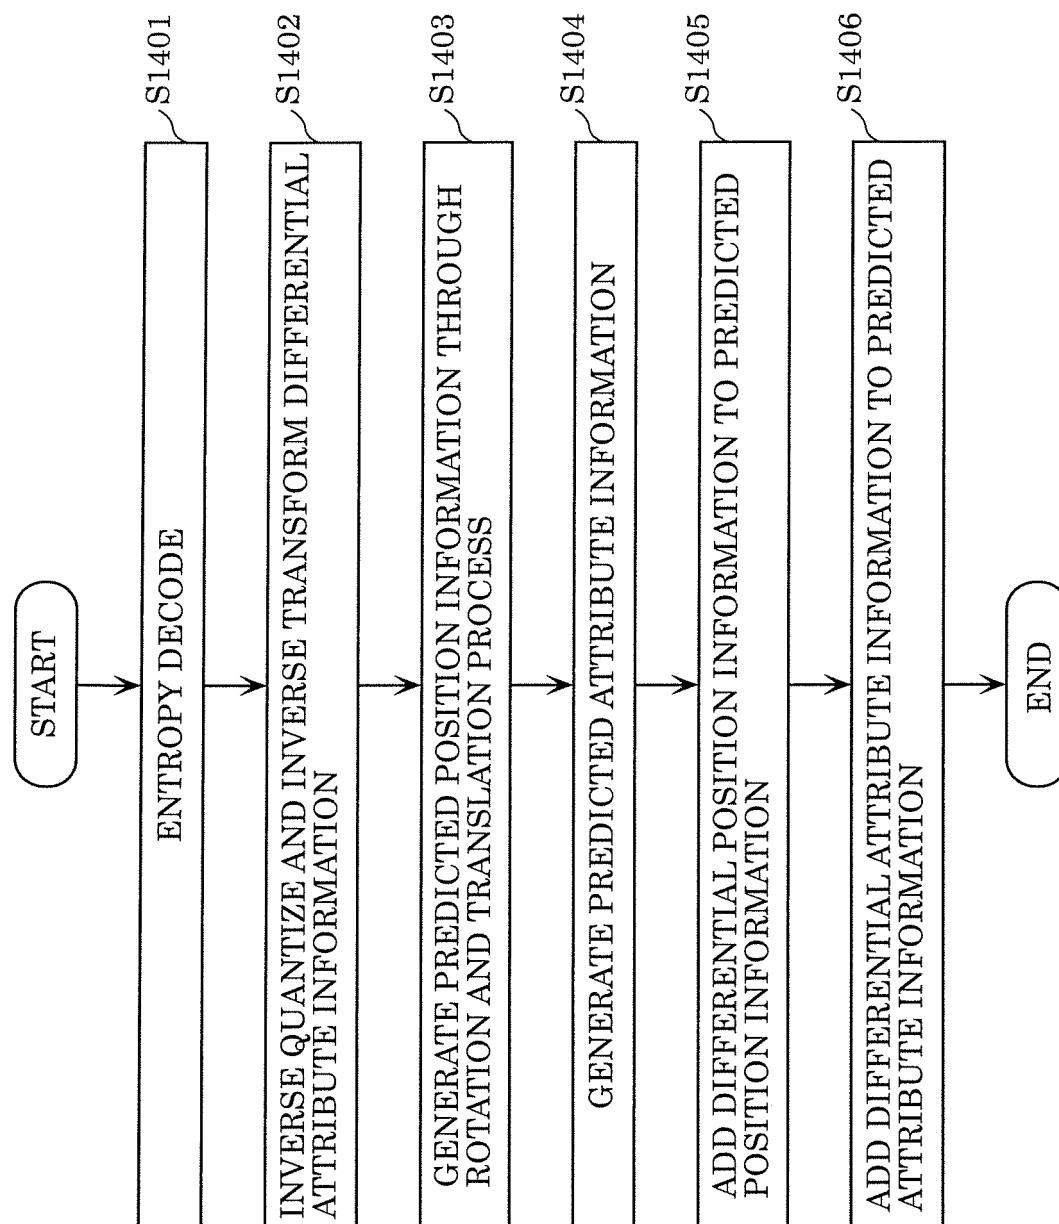 START
S1401
ENTROPY DECODE
S1402
INVERSE QUANTIZE AND INVERSE TRANSFORM DIFFERENTIAL
ATTRIBUTE INFORMATION
S1403
GENERATE PREDICTED POSITION INFORMATION THROUGH
ROTATION AND TRANSLATION PROCESS
S1404
GENERATE PREDICTED ATTRIBUTE INFORMATION
S1405
ADD DIFFERENTIAL POSITION INFORMATION TO PREDICTED
POSITION INFORMATION
S1406
ADD DIFFERENTIAL ATTRIBUTE INFORMATION TO PREDICTED
ATTRIBUTE INFORMATION
END